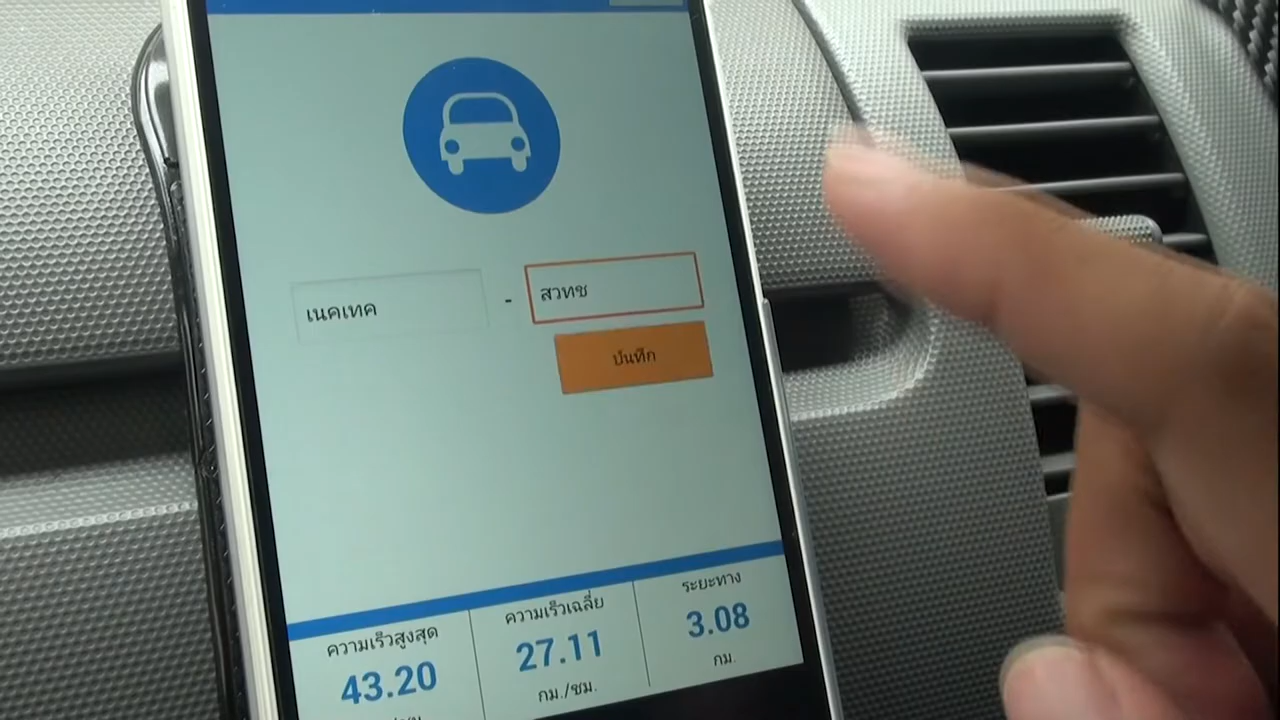 เนคเทค - สวทช
บันทึก
ความเร็วสูงสุด ความเร็วเฉลี่ย ระยะทาง
43.20 27.11 3.08
กม./ชม. กม.